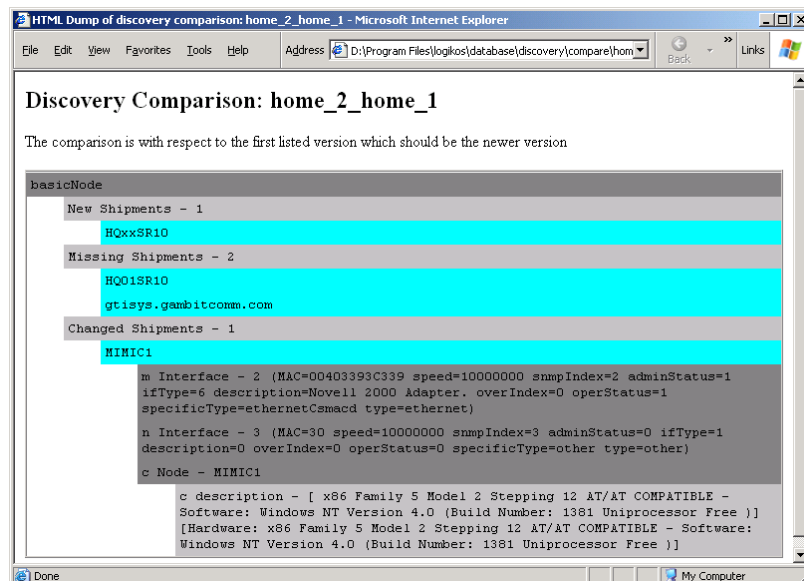 HTML Dump of discovery comparison: home_2_home_1 - Microsoft Internet Explorer
File Edit View Favorites Tools Help Address D:\Program Files\logikos\database\discovery\compare\hom Back » Links
Discovery Comparison: home_2_home_1
The comparison is with respect to the first listed version which should be the newer version
basicNode
New Shipments - 1
HQxxSR10
Missing Shipments - 2
HQ01SR10
gtisys.gambitcomm.com
Changed Shipments - 1
MIMIC1
m Interface - 2 (MAC=00403393C339 speed=10000000 snmpIndex=2 adminStatus=1
ifType=6 description=Novell 2000 Adapter. overIndex=0 operStatus=1
specificType=ethernetCsmacd type=ethernet)
n Interface - 3 (MAC=30 speed=10000000 snmpIndex=3 adminStatus=0 ifType=1
description=0 overIndex=0 operStatus=0 specificType=other type=other)
c Node - MIMIC1
c description - [ x86 Family 5 Model 2 Stepping 12 AT/AT COMPATIBLE -
Software: Windows NT Version 4.0 (Build Number: 1381 Uniprocessor Free )]
[Hardware: x86 Family 5 Model 2 Stepping 12 AT/AT COMPATIBLE - Software:
Windows NT Version 4.0 (Build Number: 1381 Uniprocessor Free )]
Done My Computer